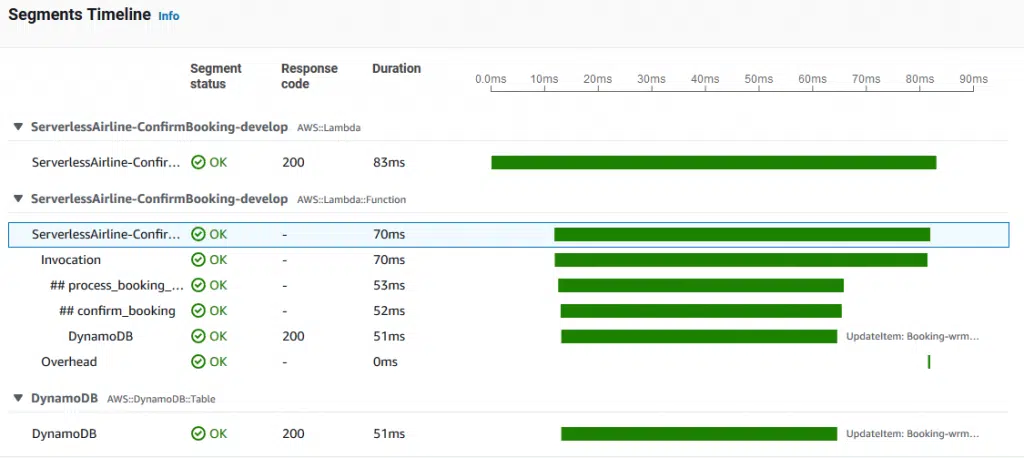 Segments Timeline Info
Segment status Response code Duration 0.0ms 10ms 20ms 30ms 40ms 50ms 60ms 70ms 80ms 90ms
ServerlessAirline-ConfirmBooking-develop AWS::Lambda
ServerlessAirline-Confir... OK 200 83ms
ServerlessAirline-ConfirmBooking-develop AWS::Lambda::Function
ServerlessAirline-Confir... OK - 70ms
Invocation OK - 70ms
## process_booking_... OK - 53ms
## confirm_booking OK - 52ms
DynamoDB OK 200 51ms UpdateItem: Booking-wrm...
Overhead OK - 0ms
DynamoDB AWS::DynamoDB::Table
DynamoDB OK 200 51ms UpdateItem: Booking-wrm...